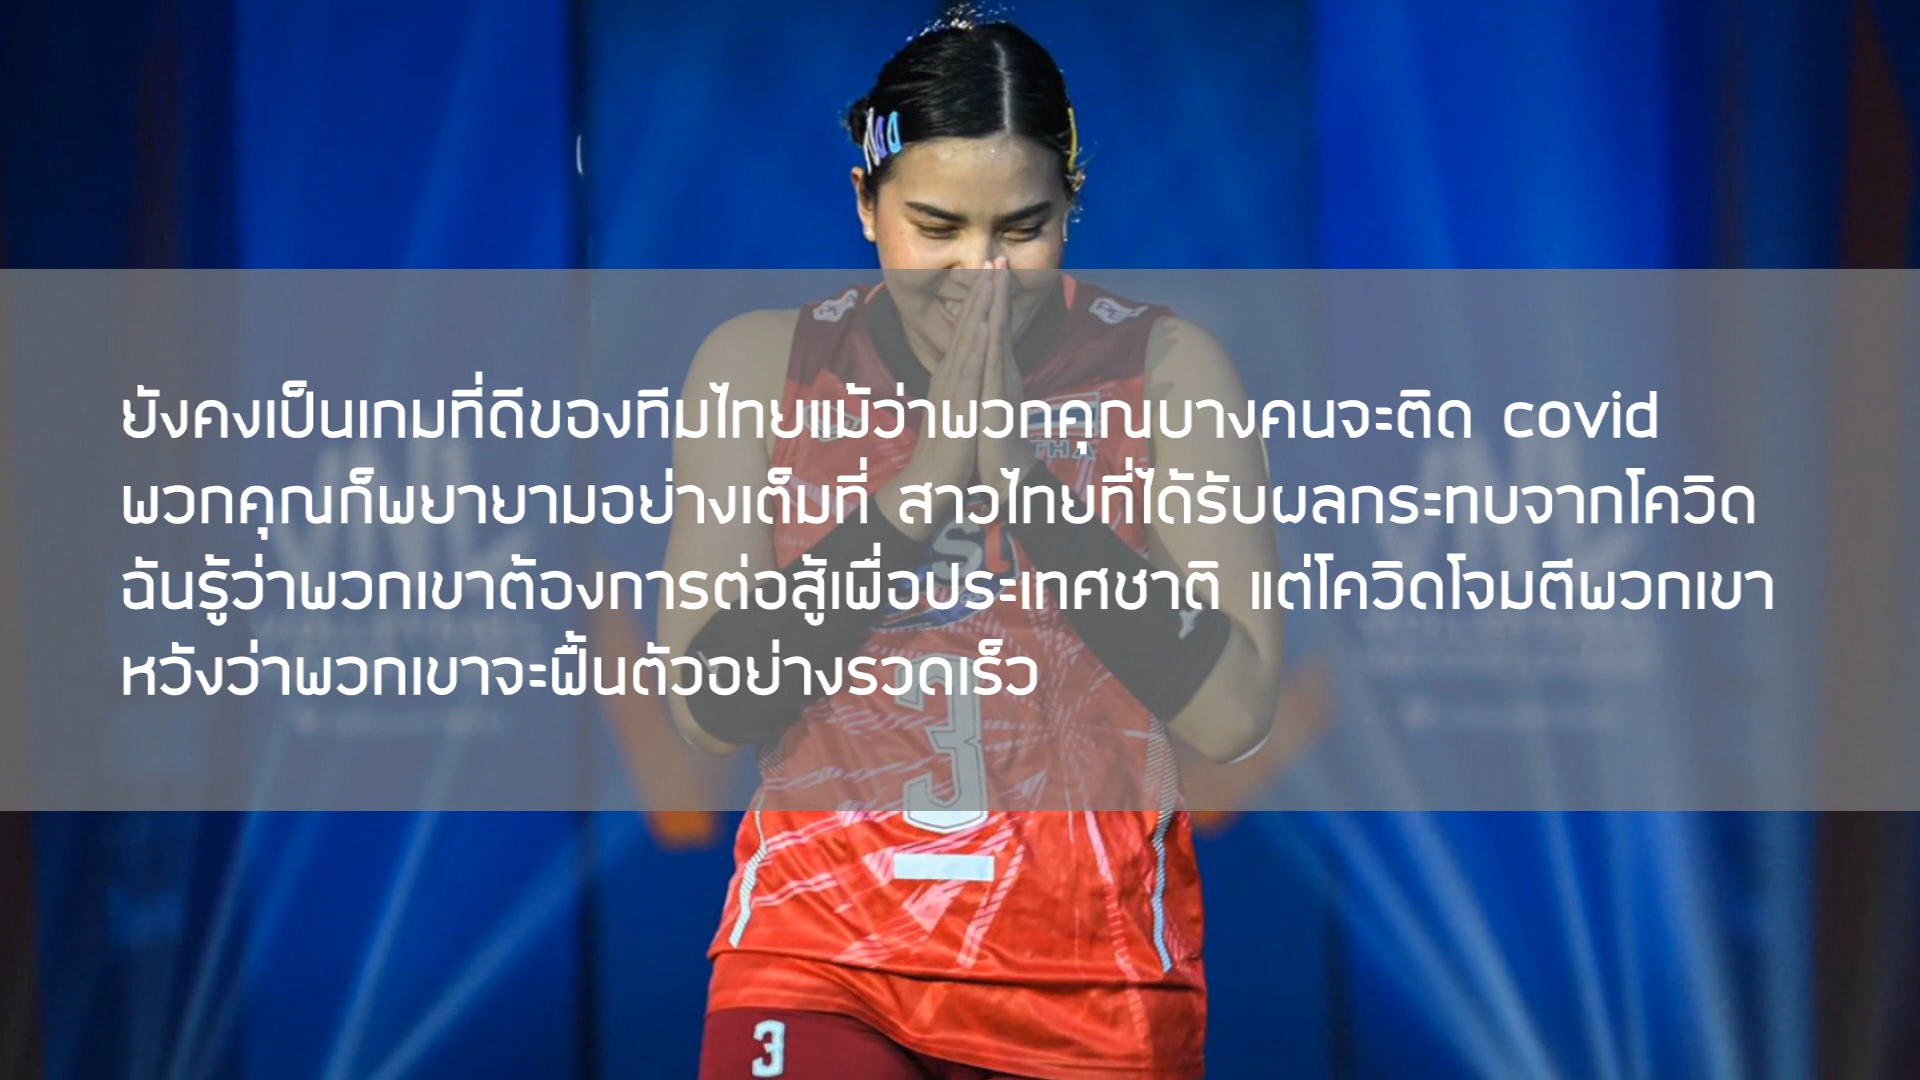 ยังคงเป็นเกมที่ดีของทีมไทยแม้ว่าพวกคุณบางคนจะติด covid
พวกคุณก็พยายามอย่างเต็มที่ สาวไทยที่ได้รับผลกระทบจากโควิด
ฉันรู้ว่าพวกเขาต้องการต่อสู้เพื่อประเทศชาติ แต่โควิดโจมตีพวกเขา
หวังว่าพวกเขาจะฟื้นตัวอย่างรวดเร็ว
THA
3
3